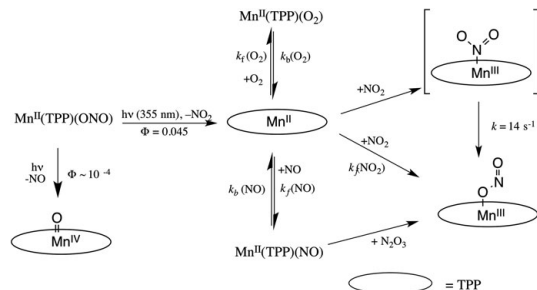 Mn^II(TPP)(O₂)
k_f(O₂) k_b(O₂)
+O₂
Mn^II(TPP)(ONO)
hν (355 nm), –NO₂
Φ = 0.045
Mn^II
+NO₂
O
N
O
Mn^III
hν
-NO
Φ ~ 10⁻⁴
+NO₂
k_f(NO₂)
k = 14 s⁻¹
O
Mn^IV
+NO
k_b (NO) k_f(NO)
O
N
O
Mn^III
Mn^II(TPP)(NO)
+ N₂O₃
= TPP